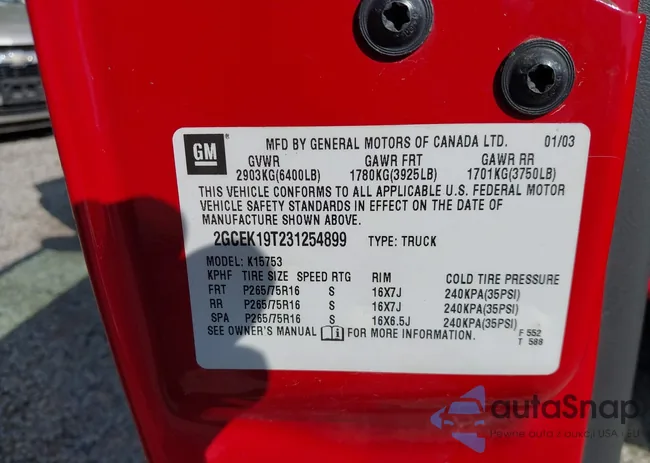 GM
MFD BY GENERAL MOTORS OF CANADA LTD. 01/03
GVWR GAWR FRT GAWR RR
2903KG(6400LB) 1780KG(3925LB) 1701KG(3750LB)
THIS VEHICLE CONFORMS TO ALL APPLICABLE U.S. FEDERAL MOTOR
VEHICLE SAFETY STANDARDS IN EFFECT ON THE DATE OF
MANUFACTURE SHOWN ABOVE.
2GCEK19T231254899 TYPE: TRUCK
MODEL: K15753
KPHF TIRE SIZE SPEED RTG RIM COLD TIRE PRESSURE
FRT P265/75R16 S 16X7J 240KPA(35PSI)
RR P265/75R16 S 16X7J 240KPA(35PSI)
SPA P265/75R16 S 16X6.5J 240KPA(35PSI)
SEE OWNER'S MANUAL FOR MORE INFORMATION.
F 552
T 588
autoSnap
Pewne auta z aukcji USA